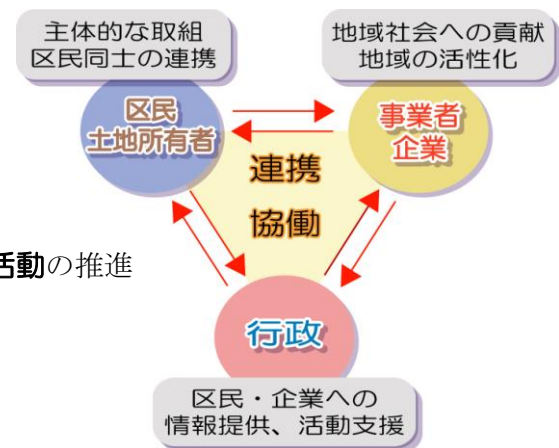 主体的な取組
区民同士の連携
地域社会への貢献
地域の活性化
区民
土地所有者
事業者
企業
連携
協働
活動の推進
行政
区民・企業への
情報提供、活動支援